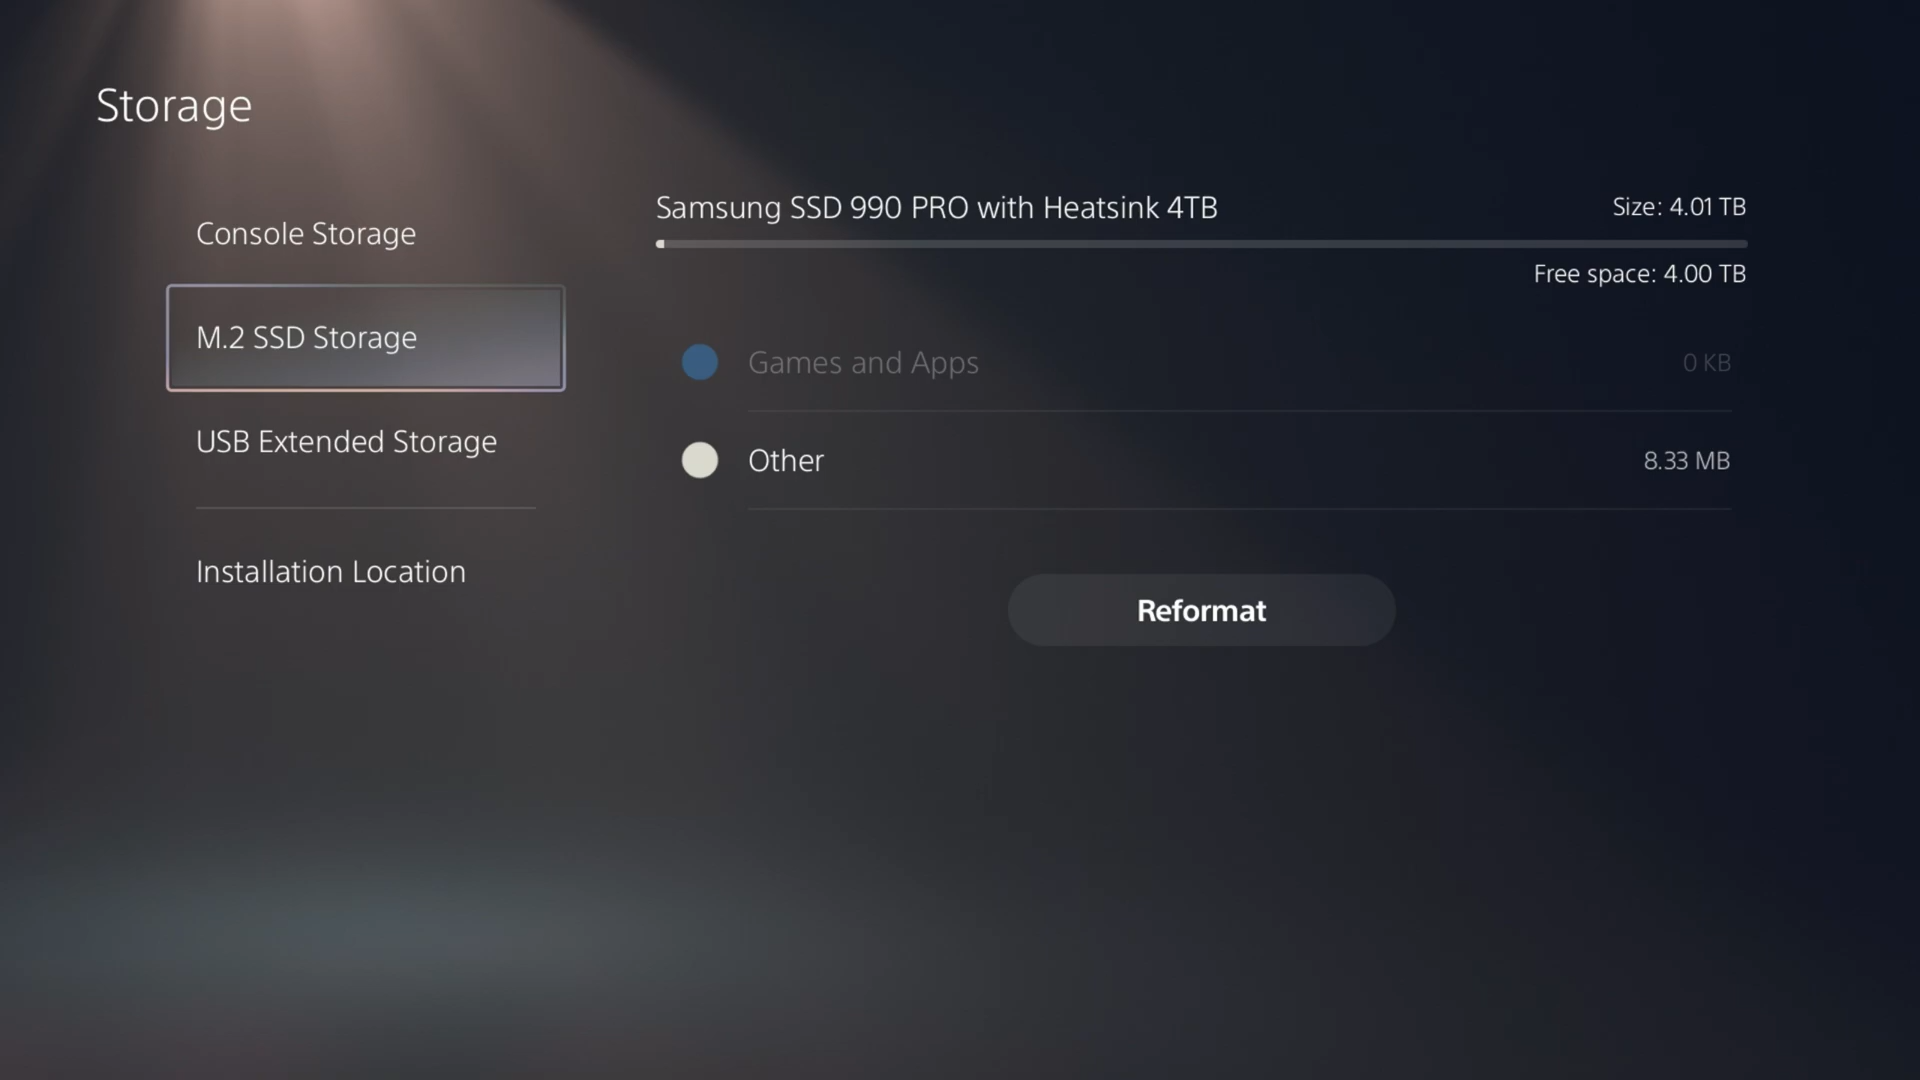 Storage
Console Storage
M.2 SSD Storage
USB Extended Storage
Installation Location
Samsung SSD 990 PRO with Heatsink 4TB
Size: 4.01 TB
Free space: 4.00 TB
Games and Apps
0 KB
Other
8.33 MB
Reformat